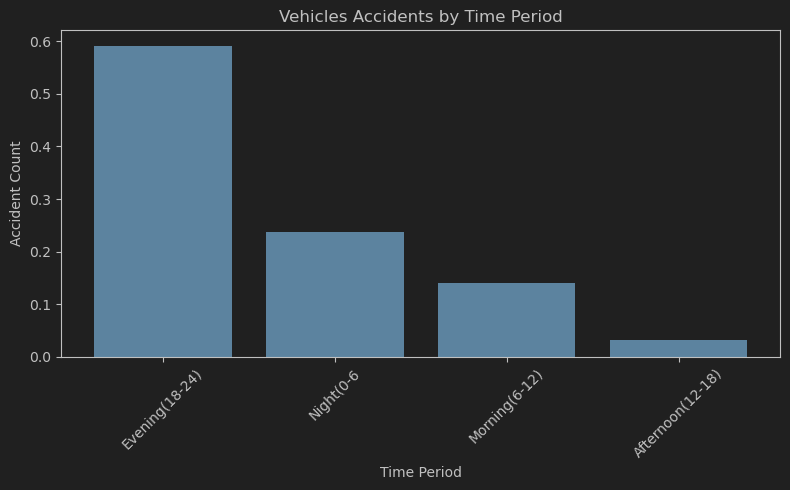 Vehicles Accidents by Time Period
Accident Count
0.6
0.5
0.4
0.3
0.2
0.1
0.0
Evening(18-24)
Night(0-6
Morning(6-12)
Afternoon(12-18)
Time Period